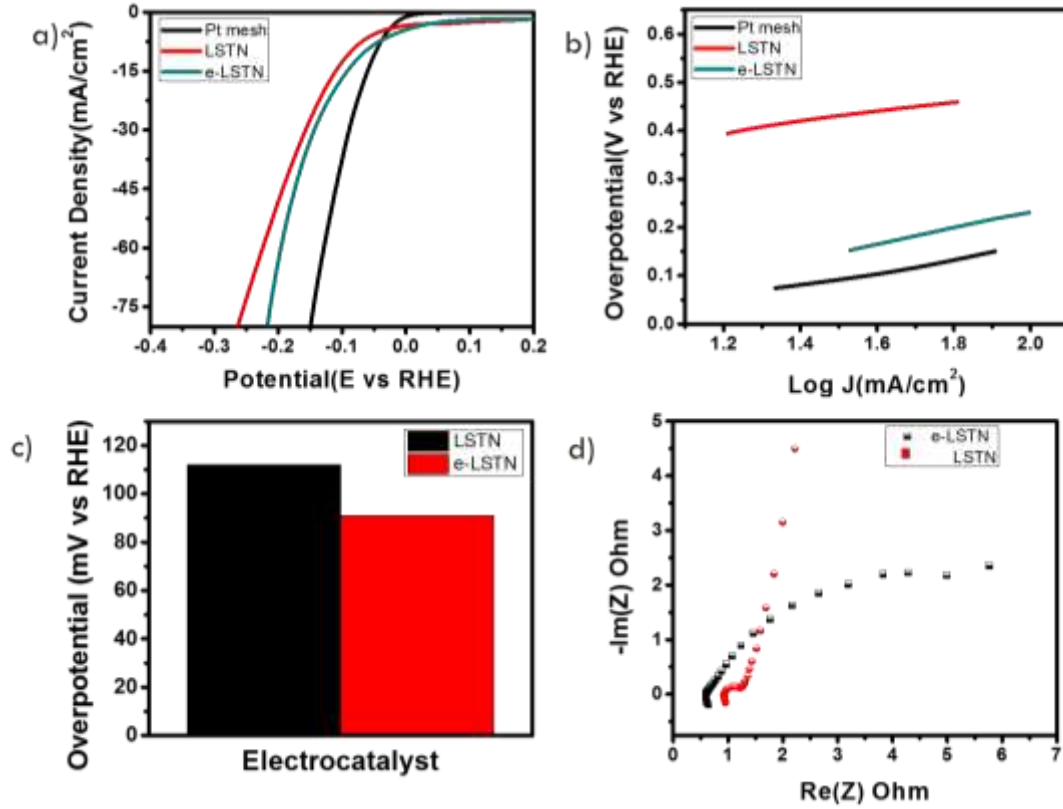 a)
Pt mesh
LSTN
e-LSTN
Current Density(mA/cm²)
0
-15
-30
-45
-60
-75
-0.4 -0.3 -0.2 -0.1 0.0 0.1 0.2
Potential(E vs RHE)
b)
Pt mesh
LSTN
e-LSTN
Overpotential(V vs RHE)
0.6
0.5
0.4
0.3
0.2
0.1
0.0
1.2 1.4 1.6 1.8 2.0
Log J(mA/cm²)
c)
LSTN
e-LSTN
Overpotential (mV vs RHE)
120
100
80
60
40
20
0
Electrocatalyst
d)
e-LSTN
LSTN
-Im(Z) Ohm
5
4
3
2
1
0
0 1 2 3 4 5 6 7
Re(Z) Ohm